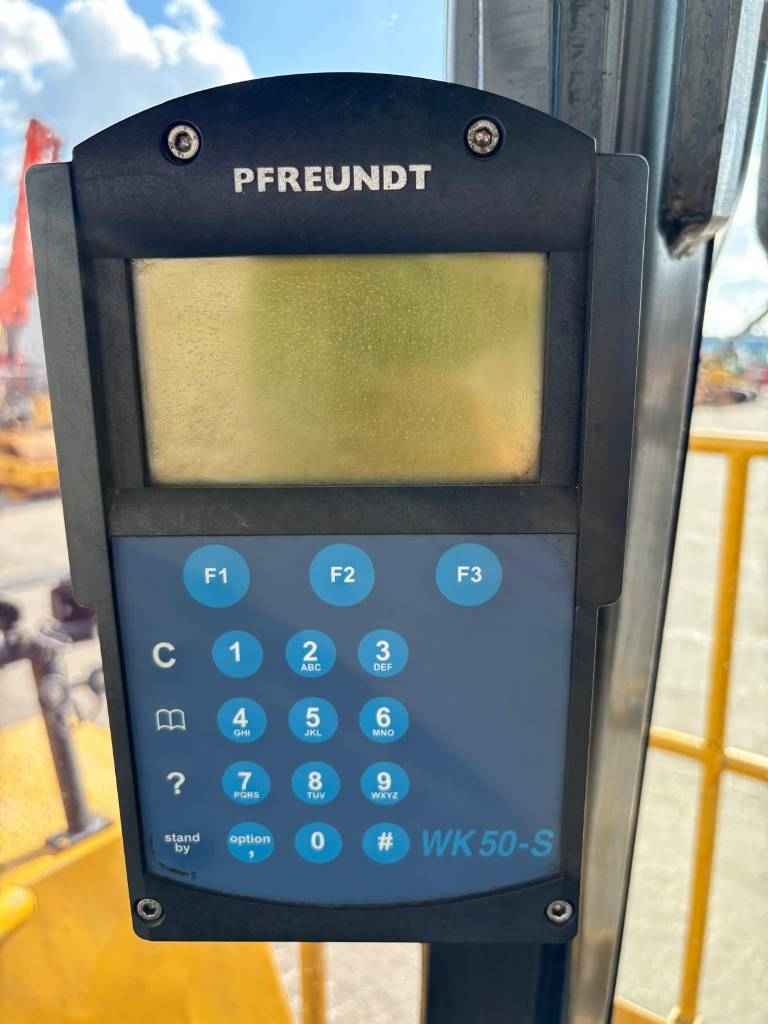 PFREUNDT
F1 F2 F3
C 1 2 ABC 3 DEF
4 GHI 5 JKL 6 MNO
? 7 PQRS 8 TUV 9 WXYZ
stand by option , 0 # WK 50-S